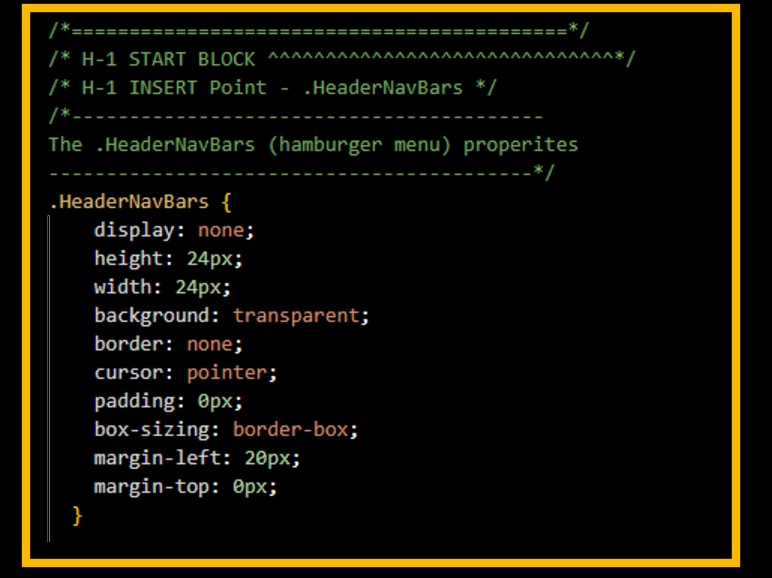 /*===========================================*/
/* H-1 START BLOCK ^^^^^^^^^^^^^^^^^^^^^^^^^^^^^^*/
/* H-1 INSERT Point - .HeaderNavBars */
/*-----------------------------------------
The .HeaderNavBars (hamburger menu) properites
------------------------------------------*/
.HeaderNavBars {
display: none;
height: 24px;
width: 24px;
background: transparent;
border: none;
cursor: pointer;
padding: 0px;
box-sizing: border-box;
margin-left: 20px;
margin-top: 0px;
}